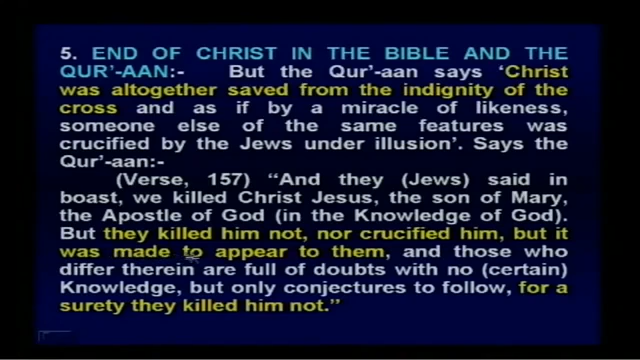 5. END OF CHRIST IN THE BIBLE AND THE
QUR'-AAN:- But the Qur'-aan says 'Christ
was altogether saved from the indignity of the
cross and as if by a miracle of likeness,
someone else of the same features was
crucified by the Jews under illusion'. Says the
Qur'-aan:-
(Verse, 157) "And they (Jews) said in
boast, we killed Christ Jesus, the son of Mary,
the Apostle of God (in the Knowledge of God).
But they killed him not, nor crucified him, but it
was made to appear to them, and those who
differ therein are full of doubts with no (certain)
Knowledge, but only conjectures to follow, for a
surety they killed him not."